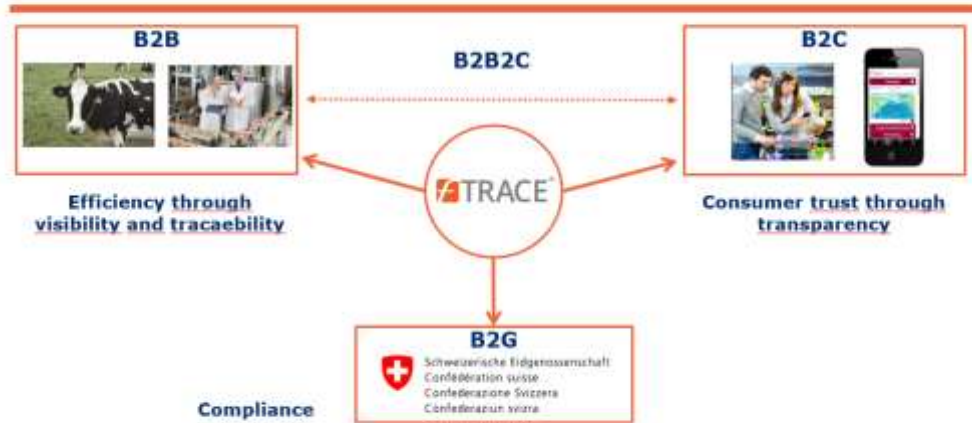 B2B
B2B2C
B2C
fTRACE
Efficiency through
visibility and tracaebility
Consumer trust through
transparency
B2G
Schweizerische Eidgenossenschaft
Confédération suisse
Confederazione Svizzera
Confederaziun svizra
Compliance